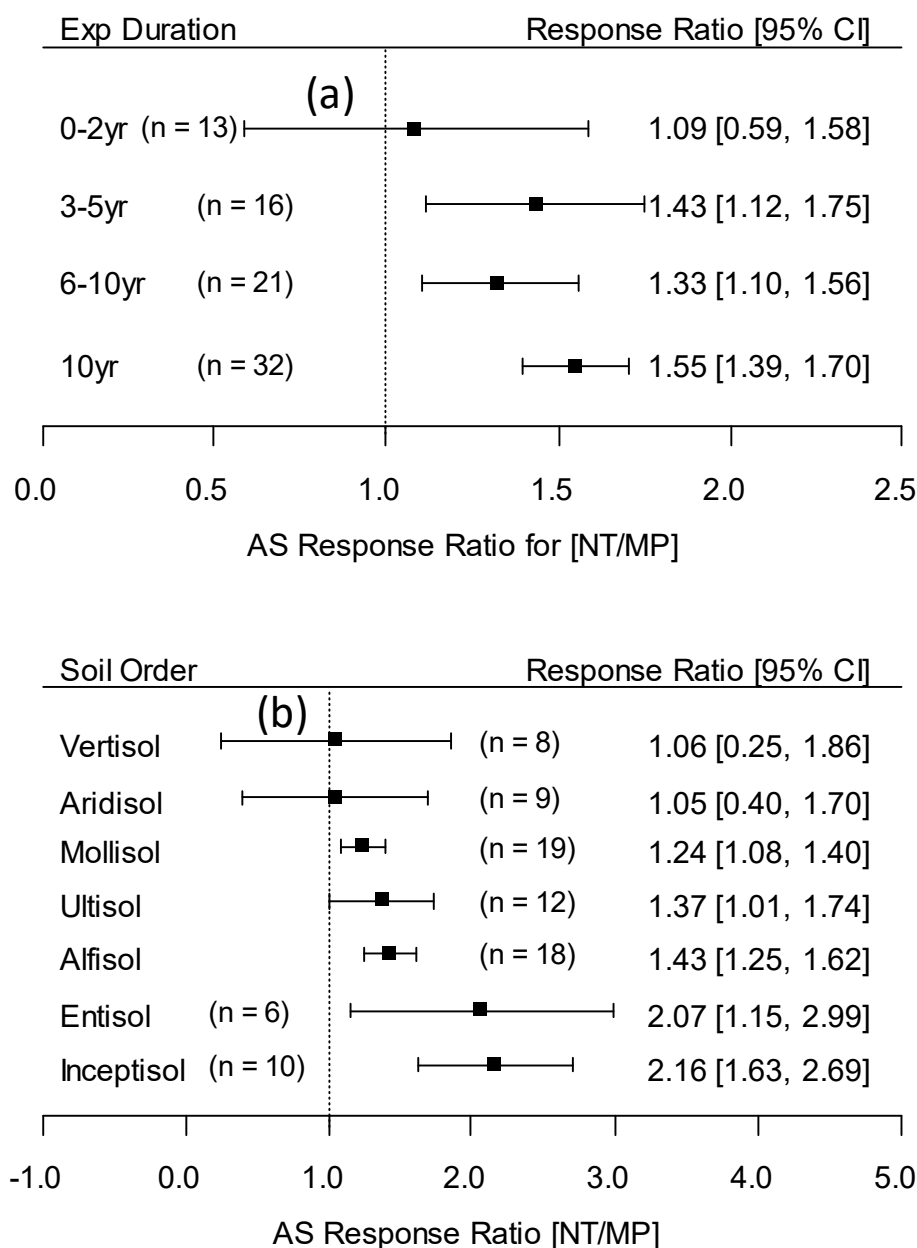 Exp Duration Response Ratio [95% CI]
(a)
0-2yr (n = 13) 1.09 [0.59, 1.58]
3-5yr (n = 16) 1.43 [1.12, 1.75]
6-10yr (n = 21) 1.33 [1.10, 1.56]
10yr (n = 32) 1.55 [1.39, 1.70]
0.0 0.5 1.0 1.5 2.0 2.5
AS Response Ratio for [NT/MP]
Soil Order Response Ratio [95% CI]
(b)
Vertisol (n = 8) 1.06 [0.25, 1.86]
Aridisol (n = 9) 1.05 [0.40, 1.70]
Mollisol (n = 19) 1.24 [1.08, 1.40]
Ultisol (n = 12) 1.37 [1.01, 1.74]
Alfisol (n = 18) 1.43 [1.25, 1.62]
Entisol (n = 6) 2.07 [1.15, 2.99]
Inceptisol (n = 10) 2.16 [1.63, 2.69]
-1.0 0.0 1.0 2.0 3.0 4.0 5.0
AS Response Ratio [NT/MP]